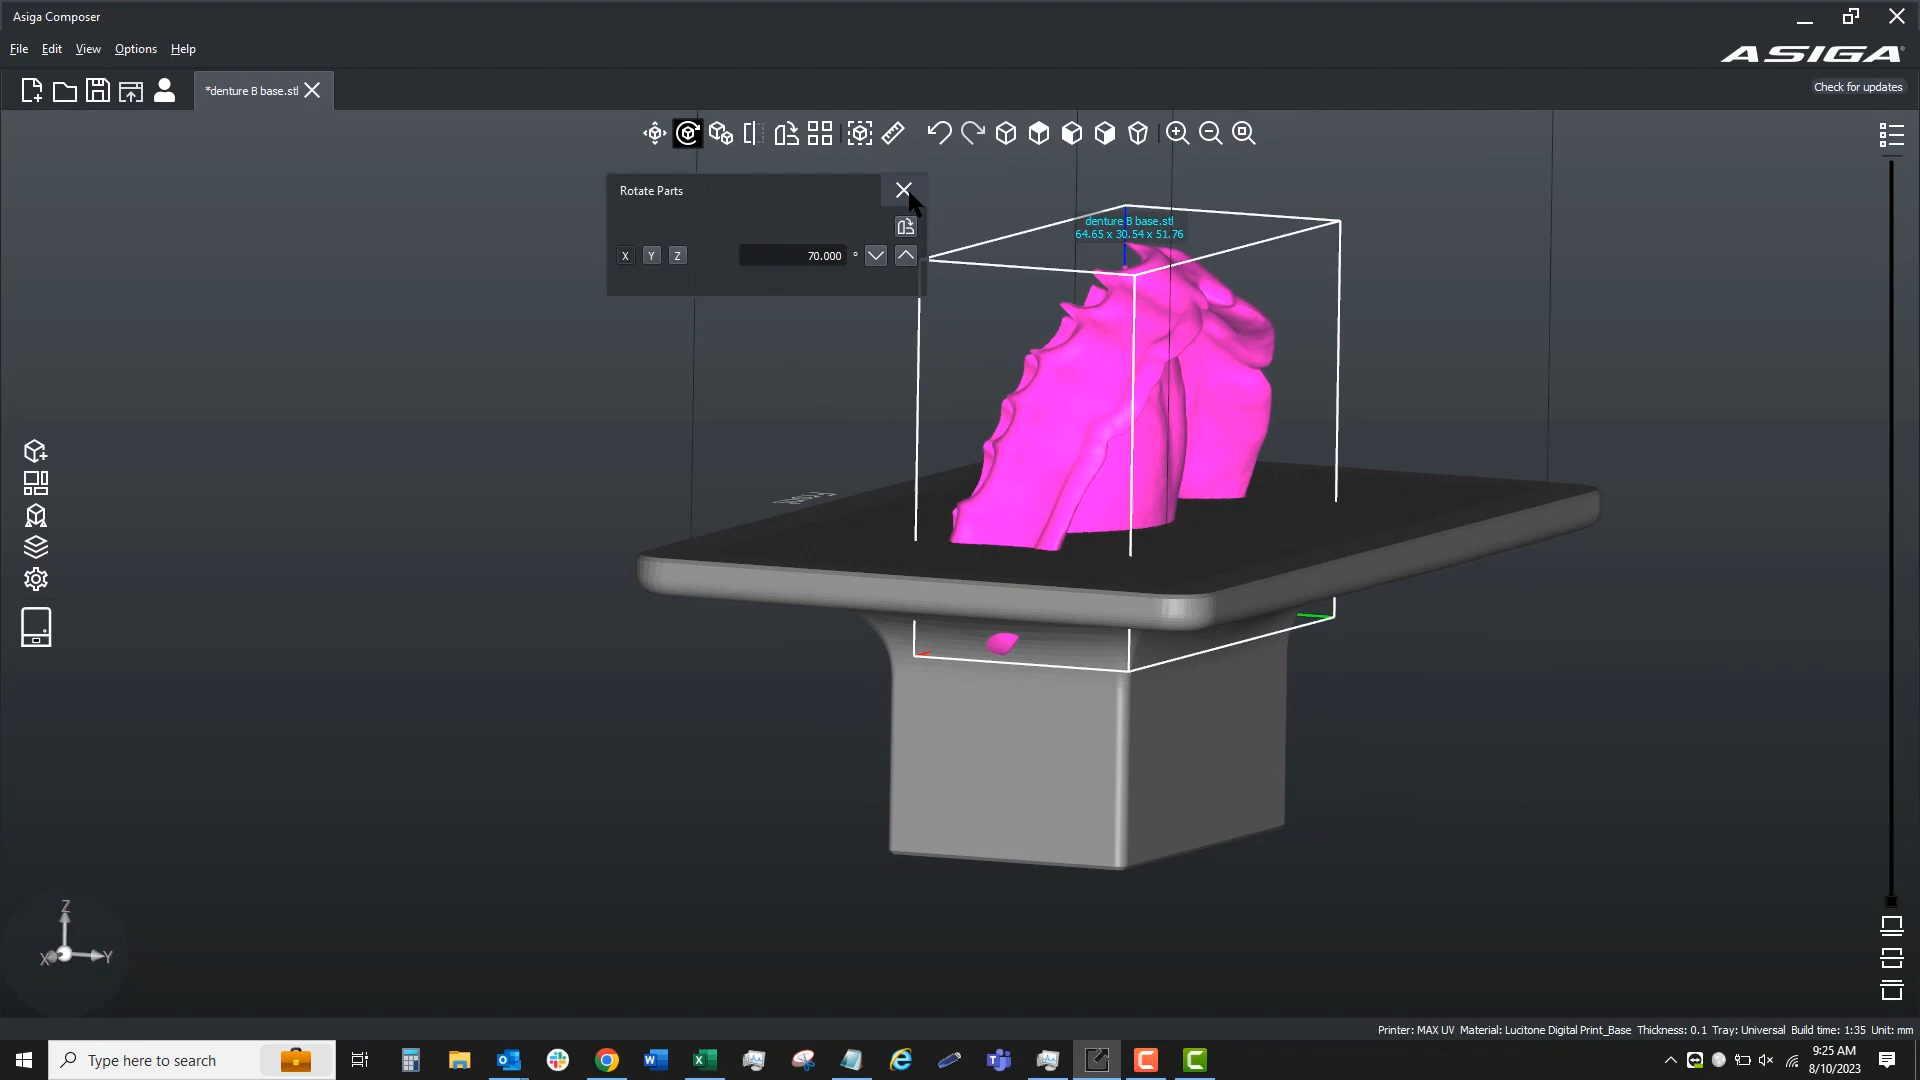 Asiga Composer
File Edit View Options Help
ASIGA
*denture B base.stl
Check for updates
Rotate Parts
X Y Z 70.000 °
denture B base.stl
64.65 x 30.54 x 51.76
Front
Z
X Y
Printer: MAX UV Material: Lucitone Digital Print_Base Thickness: 0.1 Tray: Universal Build time: 1:35 Unit: mm
Type here to search
9:25 AM
8/10/2023